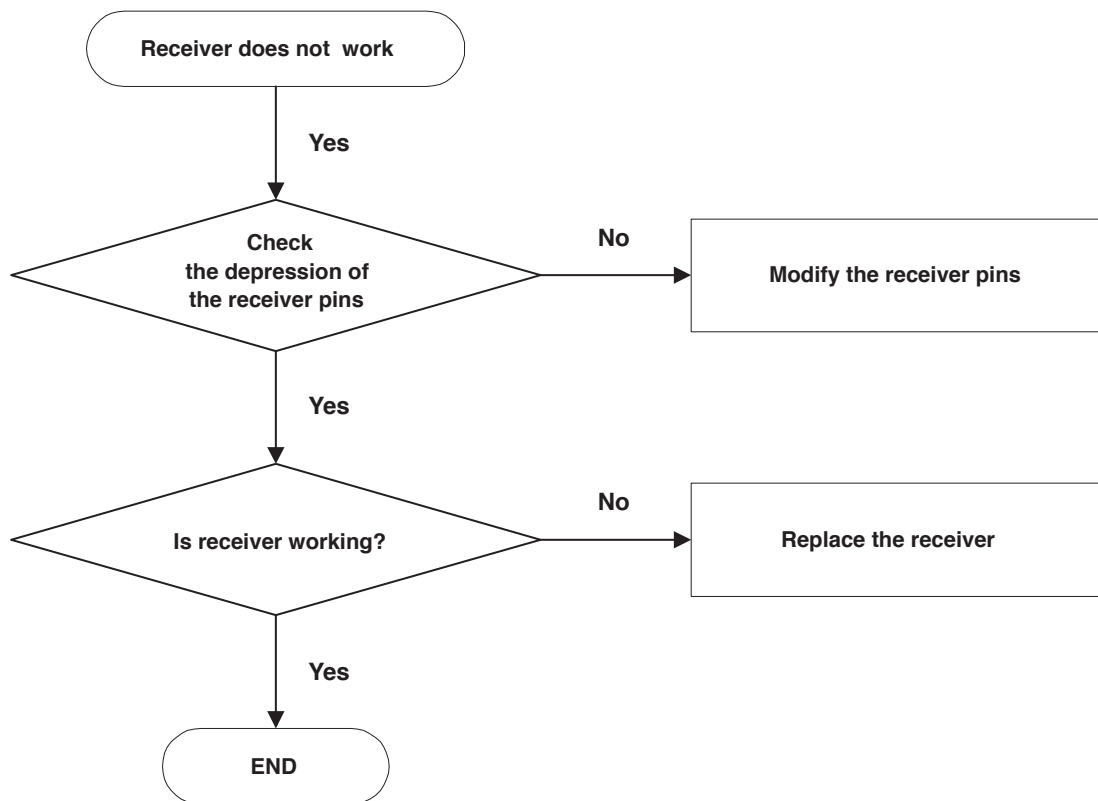 Receiver does not  work
Yes
Check
the depression of
the receiver pins
No
Modify the receiver pins
Yes
Is receiver working?
No
Replace the receiver
Yes
END